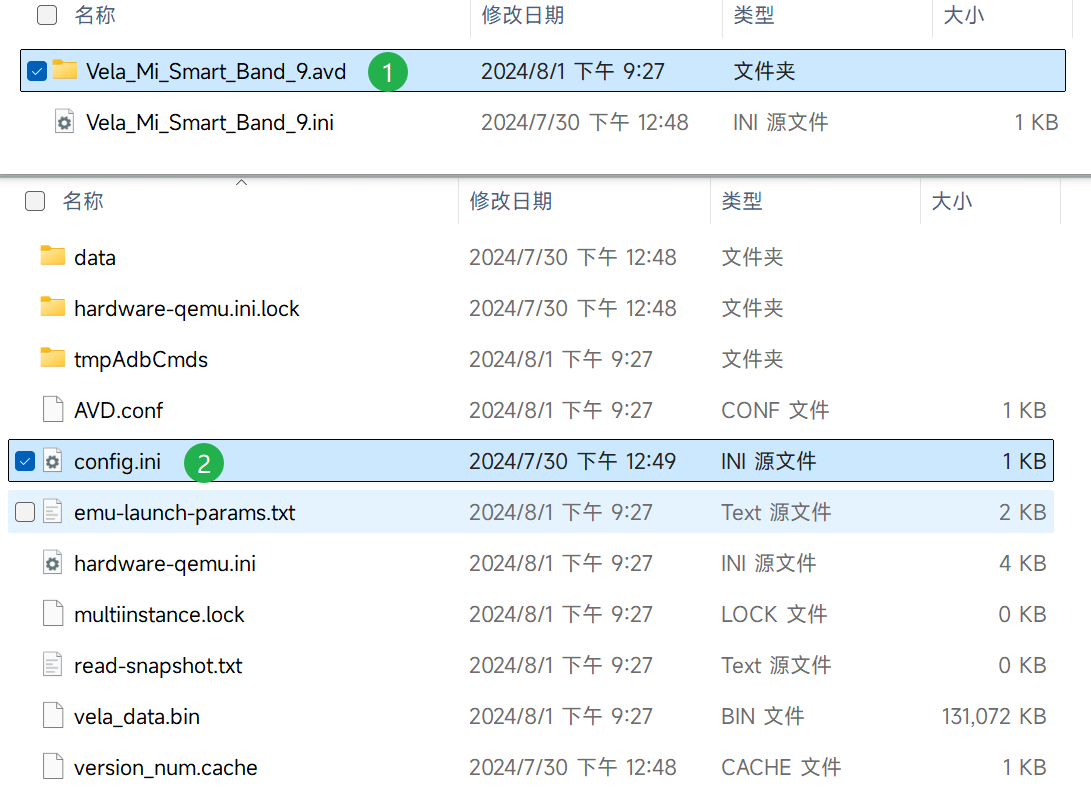 名称 修改日期 类型 大小
Vela_Mi_Smart_Band_9.avd 1 2024/8/1 下午 9:27 文件夹
Vela_Mi_Smart_Band_9.ini 2024/7/30 下午 12:48 INI 源文件 1 KB
名称 修改日期 类型 大小
data 2024/7/30 下午 12:48 文件夹
hardware-qemu.ini.lock 2024/7/30 下午 12:48 文件夹
tmpAdbCmds 2024/8/1 下午 9:27 文件夹
AVD.conf 2024/8/1 下午 9:27 CONF 文件 1 KB
config.ini 2 2024/7/30 下午 12:49 INI 源文件 1 KB
emu-launch-params.txt 2024/8/1 下午 9:27 Text 源文件 2 KB
hardware-qemu.ini 2024/8/1 下午 9:27 INI 源文件 4 KB
multiinstance.lock 2024/8/1 下午 9:27 LOCK 文件 0 KB
read-snapshot.txt 2024/8/1 下午 9:27 Text 源文件 0 KB
vela_data.bin 2024/8/1 下午 9:27 BIN 文件 131,072 KB
version_num.cache 2024/7/30 下午 12:48 CACHE 文件 1 KB